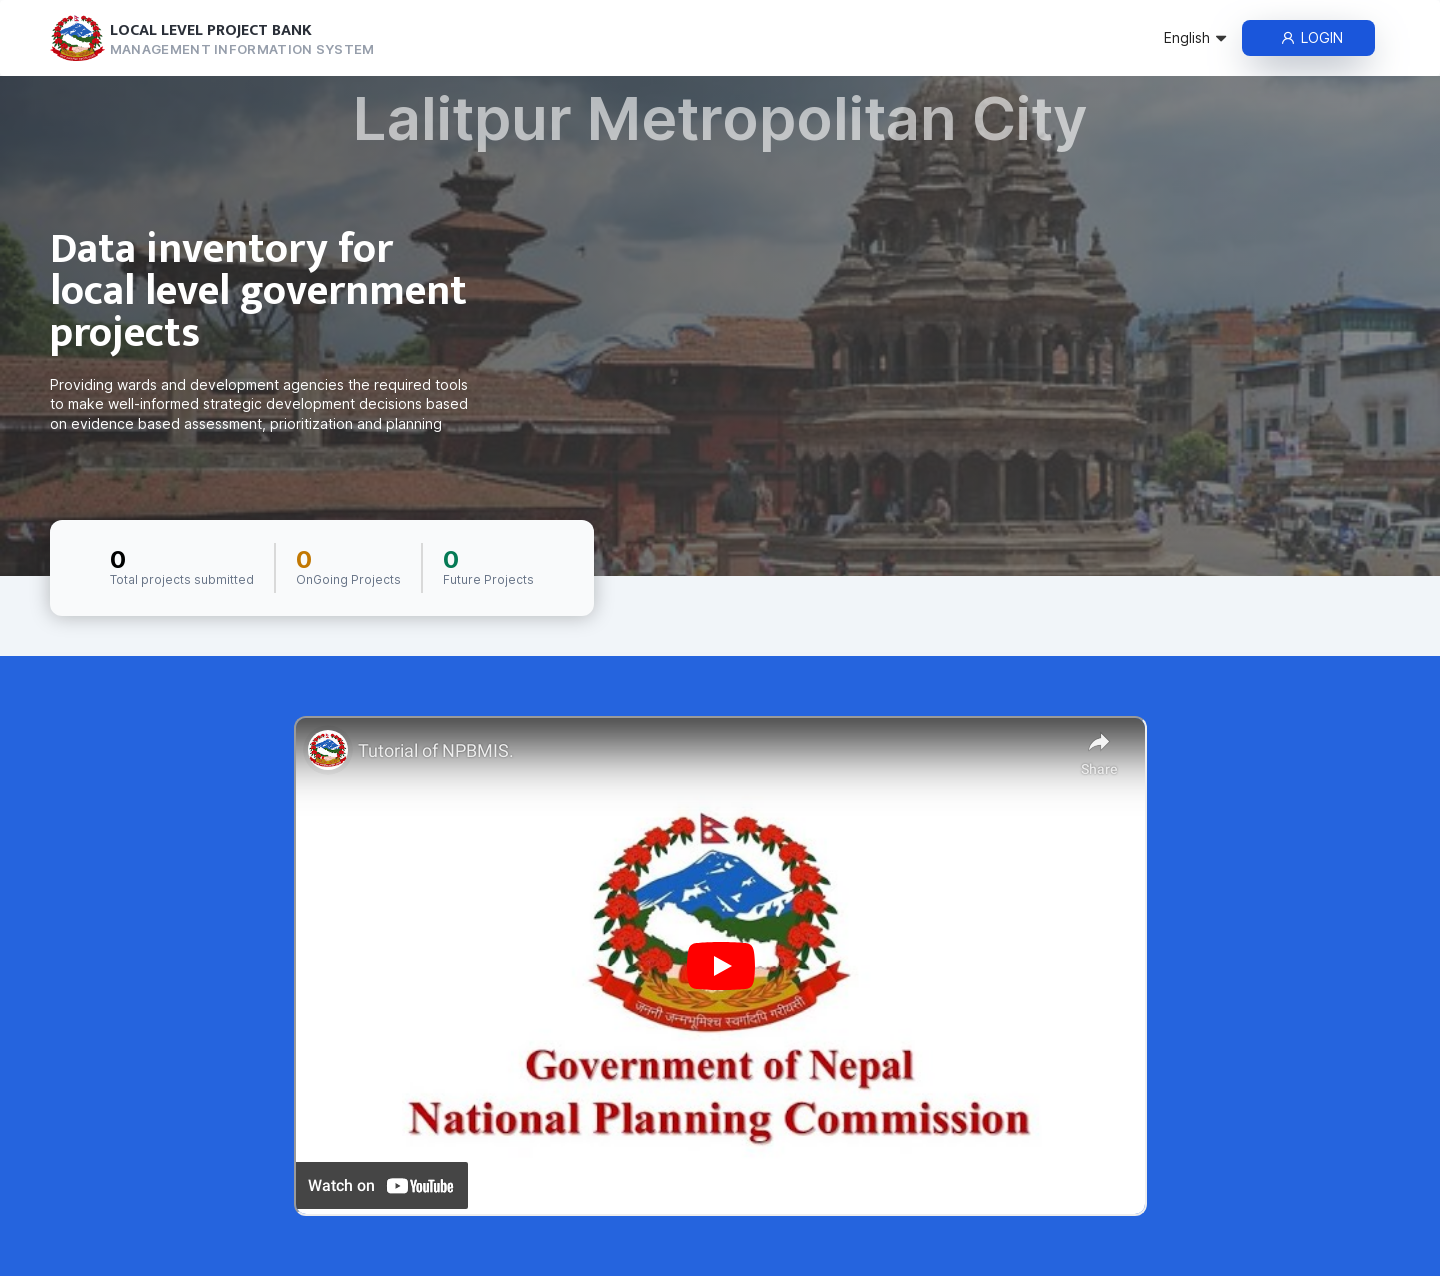 LOCAL LEVEL PROJECT BANK
MANAGEMENT INFORMATION SYSTEM
English
LOGIN
Lalitpur Metropolitan City
Data inventory for
local level government
projects
Providing wards and development agencies the required tools
to make well-informed strategic development decisions based
on evidence based assessment, prioritization and planning
0
Total projects submitted
0
OnGoing Projects
0
Future Projects
Tutorial of NPBMIS.
Share
जननी जन्मभूमिश्च स्वर्गादपि गरीयसी
Government of Nepal
National Planning Commission
Watch on YouTube